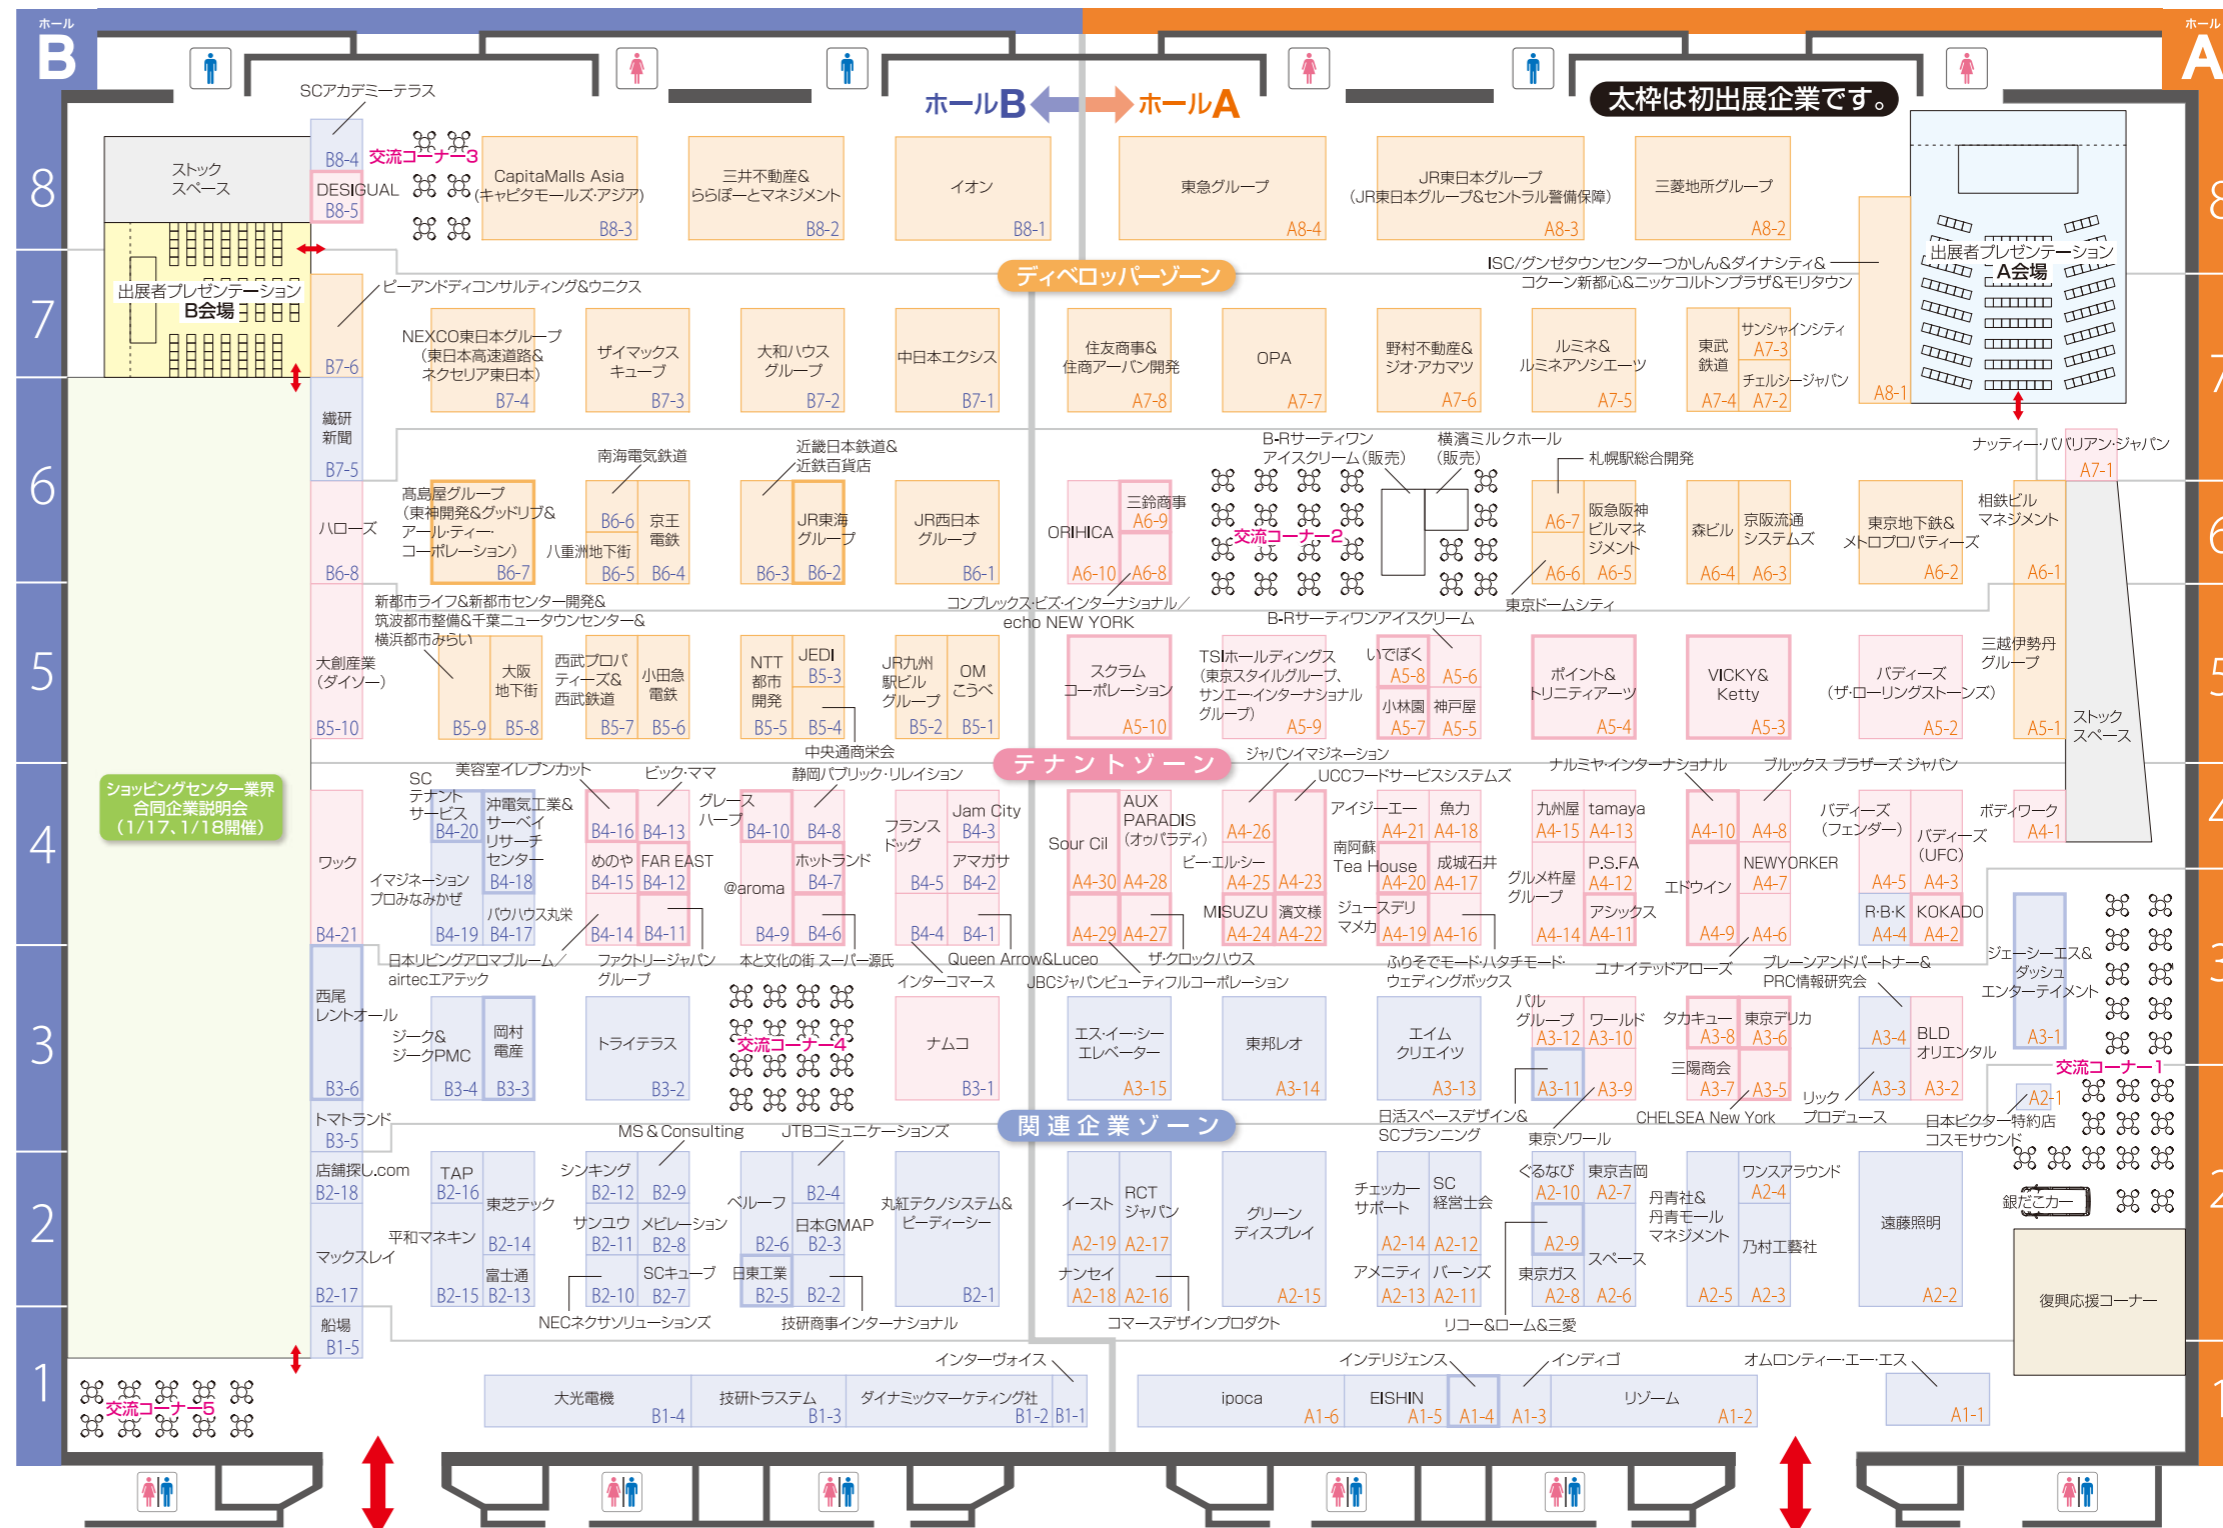 ホール
B
ホール
A
ホールB
ホールA
太枠は初出展企業です。
8
7
6
5
4
3
2
1
8
7
6
5
4
3
2
1
SCアカデミーテラス
B8-4
交流コーナー3
ストック
スペース
DESIGUAL
B8-5
CapitaMalls Asia
(キャピタモールズ・アジア)
B8-3
三井不動産&
ららぽーとマネジメント
B8-2
イオン
B8-1
東急グループ
A8-4
JR東日本グループ
(JR東日本グループ&セントラル警備保障)
A8-3
三菱地所グループ
A8-2
出展者プレゼンテーション
A会場
ISC/グンゼタウンセンターつかしん&ダイナシティ&
コクーン新都心&ニッケコルトンプラザ&モリタウン
A8-1
ディベロッパーゾーン
出展者プレゼンテーション
B会場
ピーアンドディコンサルティング&ウニクス
B7-6
NEXCO東日本グループ
(東日本高速道路&
ネクセリア東日本)
B7-4
ザイマックス
キューブ
B7-3
大和ハウス
グループ
B7-2
中日本エクシス
B7-1
住友商事&
住商アーバン開発
A7-8
OPA
A7-7
野村不動産&
ジオ・アカマツ
A7-6
ルミネ&
ルミネアソシエーツ
A7-5
東武
鉄道
A7-4
サンシャインシティ
A7-3
チェルシージャパン
A7-2
繊研
新聞
B7-5
ナッティー・ババリアン・ジャパン
A7-1
ハローズ
B6-8
髙島屋グループ
(東神開発&グッドリブ&
アール・ティー・
コーポレーション)
B6-7
南海電気鉄道
B6-6
八重洲地下街
B6-5
京王
電鉄
B6-4
近畿日本鉄道&
近鉄百貨店
B6-3
JR東海
グループ
B6-2
JR西日本
グループ
B6-1
ORIHICA
A6-10
三鈴商事
A6-9
A6-8
コンプレックス・ビズ・インターナショナル/
echo NEW YORK
B-Rサーティワン
アイスクリーム(販売)
横濱ミルクホール
(販売)
交流コーナー2
札幌駅総合開発
A6-7
A6-6
東京ドームシティ
阪急阪神
ビルマネ
ジメント
A6-5
森ビル
A6-4
京阪流通
システムズ
A6-3
東京地下鉄&
メトロプロパティーズ
A6-2
相鉄ビル
マネジメント
A6-1
大創産業
(ダイソー)
B5-10
新都市ライフ&新都市センター開発&
筑波都市整備&千葉ニュータウンセンター&
横浜都市みらい
B5-9
大阪
地下街
B5-8
西武プロパ
ティーズ&
西武鉄道
B5-7
小田急
電鉄
B5-6
NTT
都市
開発
B5-5
JEDI
B5-3
B5-4
中央通商栄会
JR九州
駅ビル
グループ
B5-2
OM
こうべ
B5-1
スクラム
コーポレーション
A5-10
TSIホールディングス
(東京スタイルグループ、
サンエー・インターナショナル
グループ)
A5-9
B-Rサーティワンアイスクリーム
いでぼく
A5-8
A5-6
小林園
A5-7
神戸屋
A5-5
ポイント&
トリニティアーツ
A5-4
VICKY&
Ketty
A5-3
バディーズ
(ザ・ローリングストーンズ)
A5-2
三越伊勢丹
グループ
A5-1
ストック
スペース
テナントゾーン
ショッピングセンター業界
合同企業説明会
(1/17、1/18開催)
ワック
B4-21
SC
テナント
サービス
B4-20
沖電気工業&
サーベイ
リサーチ
センター
B4-18
イマジネーション
プロみなみかぜ
B4-19
バウハウス丸栄
B4-17
美容室イレブンカット
B4-16
ビック・ママ
B4-13
めのや
B4-15
FAR EAST
B4-12
B4-14
B4-11
日本リビングアロマブルーム/
airtecエアテック
ファクトリージャパン
グループ
グレース
ハープ
B4-10
静岡パブリック・リレイション
B4-8
ホットランド
B4-7
@aroma
B4-9
B4-6
本と文化の街 スーパー源氏
フランス
ドッグ
B4-5
Jam City
B4-3
アマガサ
B4-2
B4-4
B4-1
インターコマース
Queen Arrow&Luceo
Sour Cil
A4-30
AUX
PARADIS
(オゥパラディ)
A4-28
A4-29
A4-27
JBCジャパンビューティフルコーポレーション
ザ・クロックハウス
ジャパンイマジネーション
A4-26
UCCフードサービスシステムズ
ビー・エル・シー
A4-25
A4-23
MISUZU
A4-24
濱文様
A4-22
アイジーエー
A4-21
魚力
A4-18
南阿蘇
Tea House
A4-20
成城石井
A4-17
ジュースデリ
マメカ
A4-19
A4-16
ふりそでモード・ハタチモード・
ウェディングボックス
九州屋
A4-15
tamaya
A4-13
グルメ杵屋
グループ
A4-14
P.S.FA
A4-12
アシックス
A4-11
ナルミヤ・インターナショナル
A4-10
ブルックス ブラザーズ ジャパン
A4-8
エドウイン
A4-9
NEWYORKER
A4-7
A4-6
ユナイテッドアローズ
バディーズ
(フェンダー)
A4-5
バディーズ
(UFC)
A4-3
R・B・K
A4-4
KOKADO
A4-2
ボディワーク
A4-1
西尾
レントオール
B3-6
ジーク&
ジークPMC
B3-4
岡村
電産
B3-3
トライテラス
B3-2
交流コーナー4
ナムコ
B3-1
エス・イー・シー
エレベーター
A3-15
東邦レオ
A3-14
エイム
クリエイツ
A3-13
パル
グループ
A3-12
ワールド
A3-10
A3-11
A3-9
日活スペースデザイン&
SCプランニング
東京ソワール
タカキュー
A3-8
東京デリカ
A3-6
三陽商会
A3-7
A3-5
CHELSEA New York
ブレーンアンドパートナー&
PRC情報研究会
A3-4
A3-3
リック
プロデュース
BLD
オリエンタル
A3-2
ジェーシーエス&
ダッシュ
エンターテイメント
A3-1
交流コーナー1
トマトランド
B3-5
関連企業ゾーン
A2-1
日本ビクター特約店
コスモサウンド
店舗探し.com
B2-18
マックスレイ
B2-17
TAP
B2-16
平和マネキン
B2-15
東芝テック
B2-14
富士通
B2-13
シンキング
B2-12
MS & Consulting
B2-9
サンユウ
B2-11
メビレーション
B2-8
B2-10
SCキューブ
B2-7
NECネクサソリューションズ
ベルーフ
B2-6
JTBコミュニケーションズ
B2-4
日本GMAP
B2-3
日東工業
B2-5
B2-2
技研商事インターナショナル
丸紅テクノシステム&
ピーディーシー
B2-1
イースト
A2-19
RCT
ジャパン
A2-17
ナンセイ
A2-18
A2-16
コマースデザインプロダクト
グリーン
ディスプレイ
A2-15
チェッカー
サポート
A2-14
SC
経営士会
A2-12
アメニティ
A2-13
バーンズ
A2-11
ぐるなび
A2-10
東京吉岡
A2-7
A2-9
東京ガス
A2-8
スペース
A2-6
リコー&ローム&三愛
丹青社&
丹青モール
マネジメント
A2-5
ワンスアラウンド
A2-4
乃村工藝社
A2-3
遠藤照明
A2-2
銀だこカー
復興応援コーナー
船場
B1-5
交流コーナー5
大光電機
B1-4
技研トラステム
B1-3
ダイナミックマーケティング社
B1-2
インターヴォイス
B1-1
ipoca
A1-6
EISHIN
A1-5
インテリジェンス
A1-4
インディゴ
A1-3
リゾーム
A1-2
オムロンティー・エー・エス
A1-1